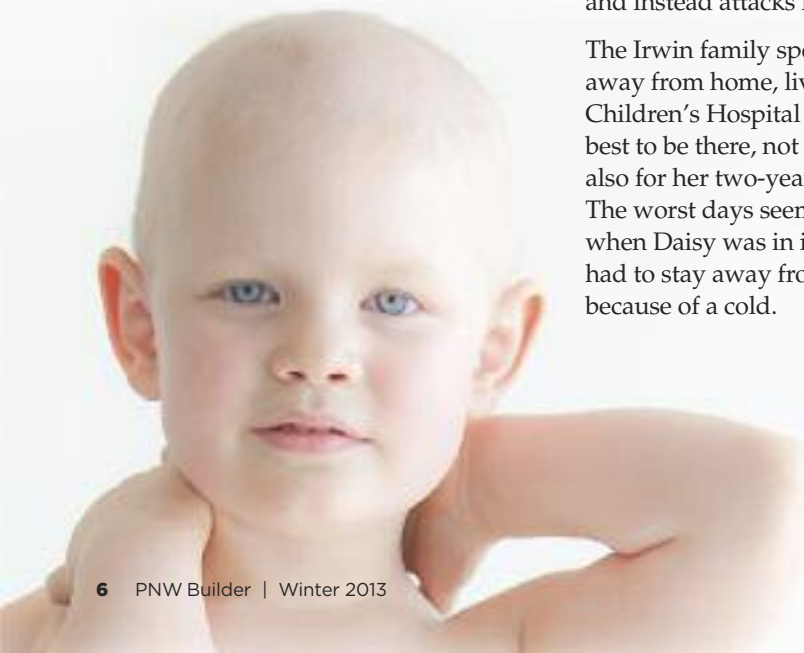 and instead attacks
The Irwin family
away from home,
Children's Hospital
best to be there, not
also for her
The worst days
when Daisy was in
had to stay away
because of a cold.
6 PNW Builder | Winter 2013